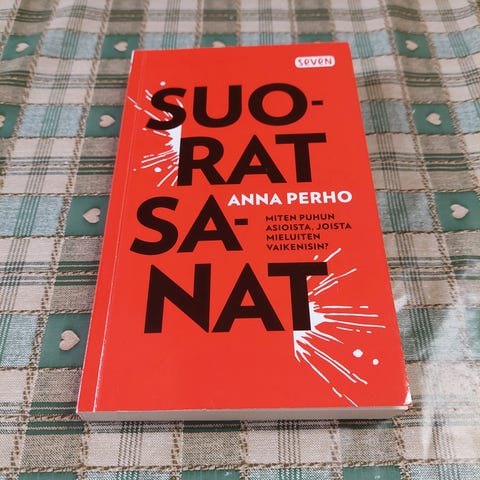 seven
SUO-
RAT
ANNA PERHO
SA-
MITEN PUHUN
ASIOISTA, JOISTA
MIELUITEN
VAIKENISIN?
NAT